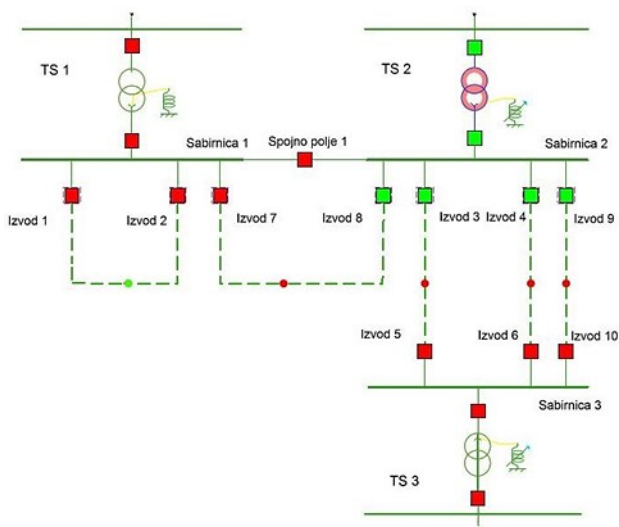 TS 1
TS 2
Sabirnica 1
Spojno polje 1
Sabirnica 2
Izvod 1
Izvod 2
Izvod 7
Izvod 8
Izvod 3
Izvod 4
Izvod 9
Izvod 5
Izvod 6
Izvod 10
Sabirnica 3
TS 3